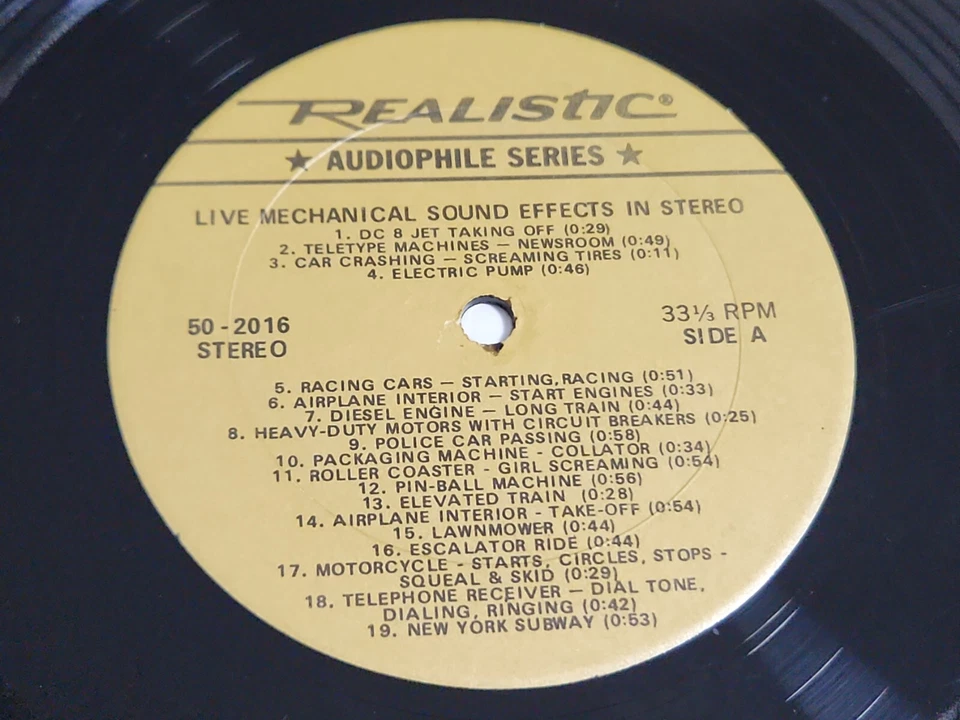 REALISTIC®
★ AUDIOPHILE SERIES ★
LIVE MECHANICAL SOUND EFFECTS IN STEREO
1. DC 8 JET TAKING OFF (0:29)
2. TELETYPE MACHINES — NEWSROOM (0:49)
3. CAR CRASHING — SCREAMING TIRES (0:11)
4. ELECTRIC PUMP (0:46)
50-2016
STEREO
33⅓ RPM
SIDE A
5. RACING CARS — STARTING, RACING (0:51)
6. AIRPLANE INTERIOR — START ENGINES (0:33)
7. DIESEL ENGINE — LONG TRAIN (0:44)
8. HEAVY-DUTY MOTORS WITH CIRCUIT BREAKERS (0:25)
9. POLICE CAR PASSING (0:58)
10. PACKAGING MACHINE - COLLATOR (0:34)
11. ROLLER COASTER - GIRL SCREAMING (0:54)
12. PIN-BALL MACHINE (0:56)
13. ELEVATED TRAIN (0:28)
14. AIRPLANE INTERIOR - TAKE-OFF (0:54)
15. LAWNMOWER (0:44)
16. ESCALATOR RIDE (0:44)
17. MOTORCYCLE - STARTS, CIRCLES, STOPS -
SQUEAL & SKID (0:29)
18. TELEPHONE RECEIVER — DIAL TONE,
DIALING, RINGING (0:42)
19. NEW YORK SUBWAY (0:53)